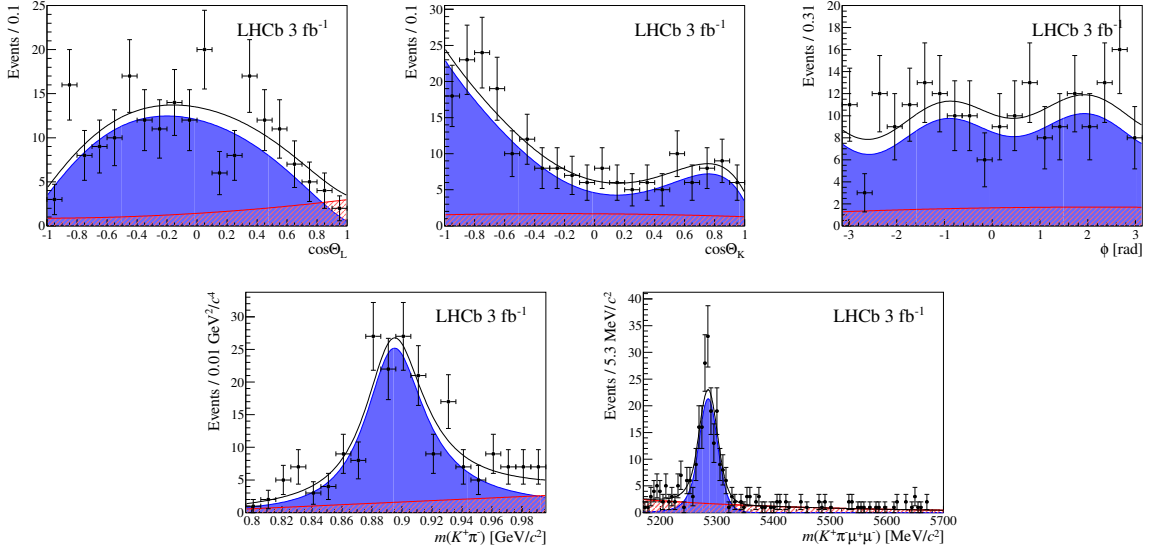 Events / 0.1
25
20
15
10
5
0
LHCb 3 fb-1
-1 -0.8 -0.6 -0.4 -0.2 0 0.2 0.4 0.6 0.8 1
cosΘL
Events / 0.1
30
25
20
15
10
5
0
LHCb 3 fb-1
-1 -0.8 -0.6 -0.4 -0.2 0 0.2 0.4 0.6 0.8 1
cosΘK
Events / 0.31
20
18
16
14
12
10
8
6
4
2
0
LHCb 3 fb-1
-3 -2 -1 0 1 2 3
ϕ [rad]
Events / 0.01 GeV2/c4
30
25
20
15
10
5
0
LHCb 3 fb-1
0.8 0.82 0.84 0.86 0.88 0.9 0.92 0.94 0.96 0.98
m(K+π-) [GeV/c2]
Events / 5.3 MeV/c2
40
35
30
25
20
15
10
5
0
LHCb 3 fb-1
5200 5300 5400 5500 5600 5700
m(K+π-μ+μ-) [MeV/c2]